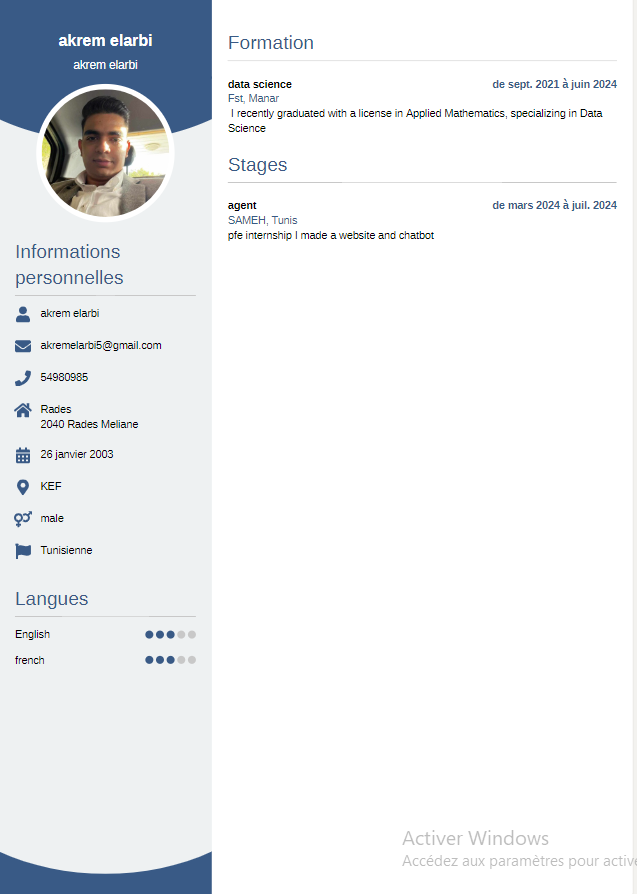 akrem elarbi
akrem elarbi
Informations
personnelles
akrem elarbi
akremelarbi5@gmail.com
54980985
Rades
2040 Rades Meliane
26 janvier 2003
KEF
male
Tunisienne
Langues
English
french
Formation
data science de sept. 2021 à juin 2024
Fst, Manar
I recently graduated with a license in Applied Mathematics, specializing in Data
Science
Stages
agent de mars 2024 à juil. 2024
SAMEH, Tunis
pfe internship I made a website and chatbot
Activer Windows
Accédez aux paramètres pour active